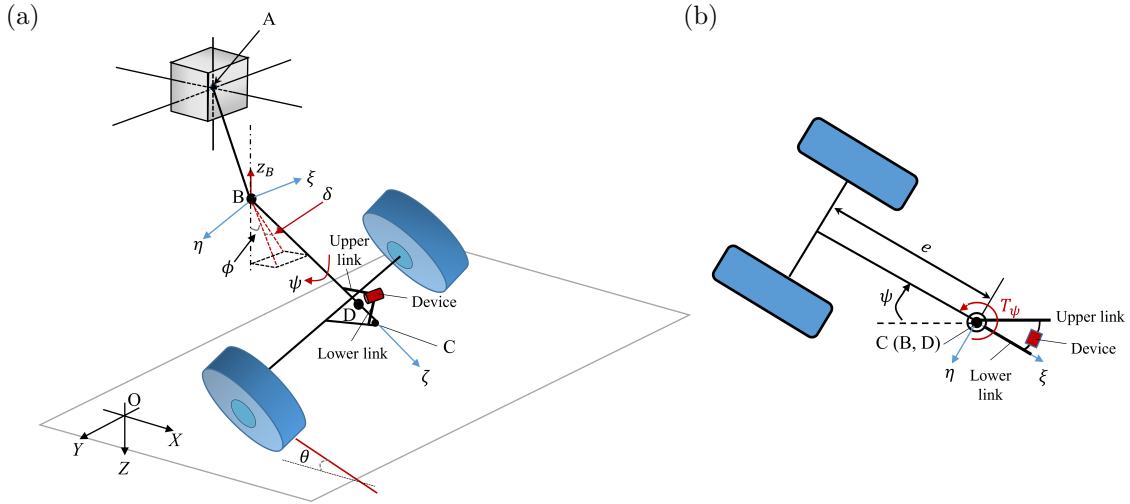 (a)
A
z_B
B
ξ
δ
η
ϕ
Upper
link
ψ
Device
D
Lower link
C
ζ
O
X
Y
Z
θ
(b)
e
ψ
T_ψ
Upper link
C (B, D)
Device
η
Lower
link
ξ